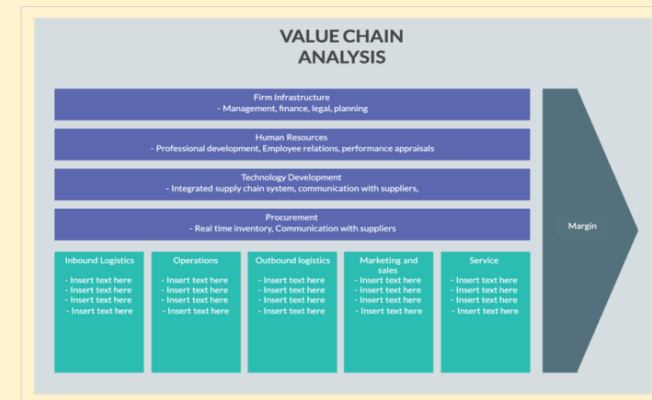 VALUE CHAIN
ANALYSIS
Firm Infrastructure
- Management, finance, legal, planning
Human Resources
- Professional development, Employee relations, performance appraisals
Technology Development
- Integrated supply chain system, communication with suppliers,
Procurement
- Real time inventory, Communication with suppliers
Margin
Inbound Logistics
- Insert text here
- Insert text here
- Insert text here
- Insert text here
Operations
- Insert text here
- Insert text here
- Insert text here
- Insert text here
Outbound logistics
- Insert text here
- Insert text here
- Insert text here
- Insert text here
Marketing and
sales
- Insert text here
- Insert text here
- Insert text here
- Insert text here
Service
- Insert text here
- Insert text here
- Insert text here
- Insert text here